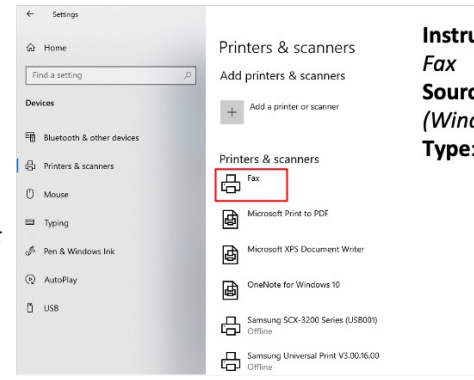 Settings
Home
Find a setting
Devices
Bluetooth & other devices
Printers & scanners
Mouse
Typing
Pen & Windows Ink
AutoPlay
USB
Printers & scanners
Add printers & scanners
Add a printer or scanner
Printers & scanners
Fax
Microsoft Print to PDF
Microsoft XPS Document Writer
OneNote for Windows 10
Samsung SCX-3200 Series (USB001)
Offline
Samsung Universal Print V3.00.16.00
Offline
Instru
Fax
Sourc
(Wind
Type: